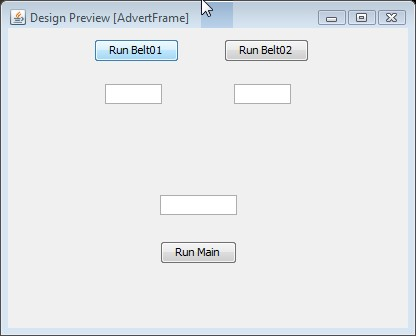 Design Preview [AdvertFrame]
Run Belt01
Run Belt02
Run Main